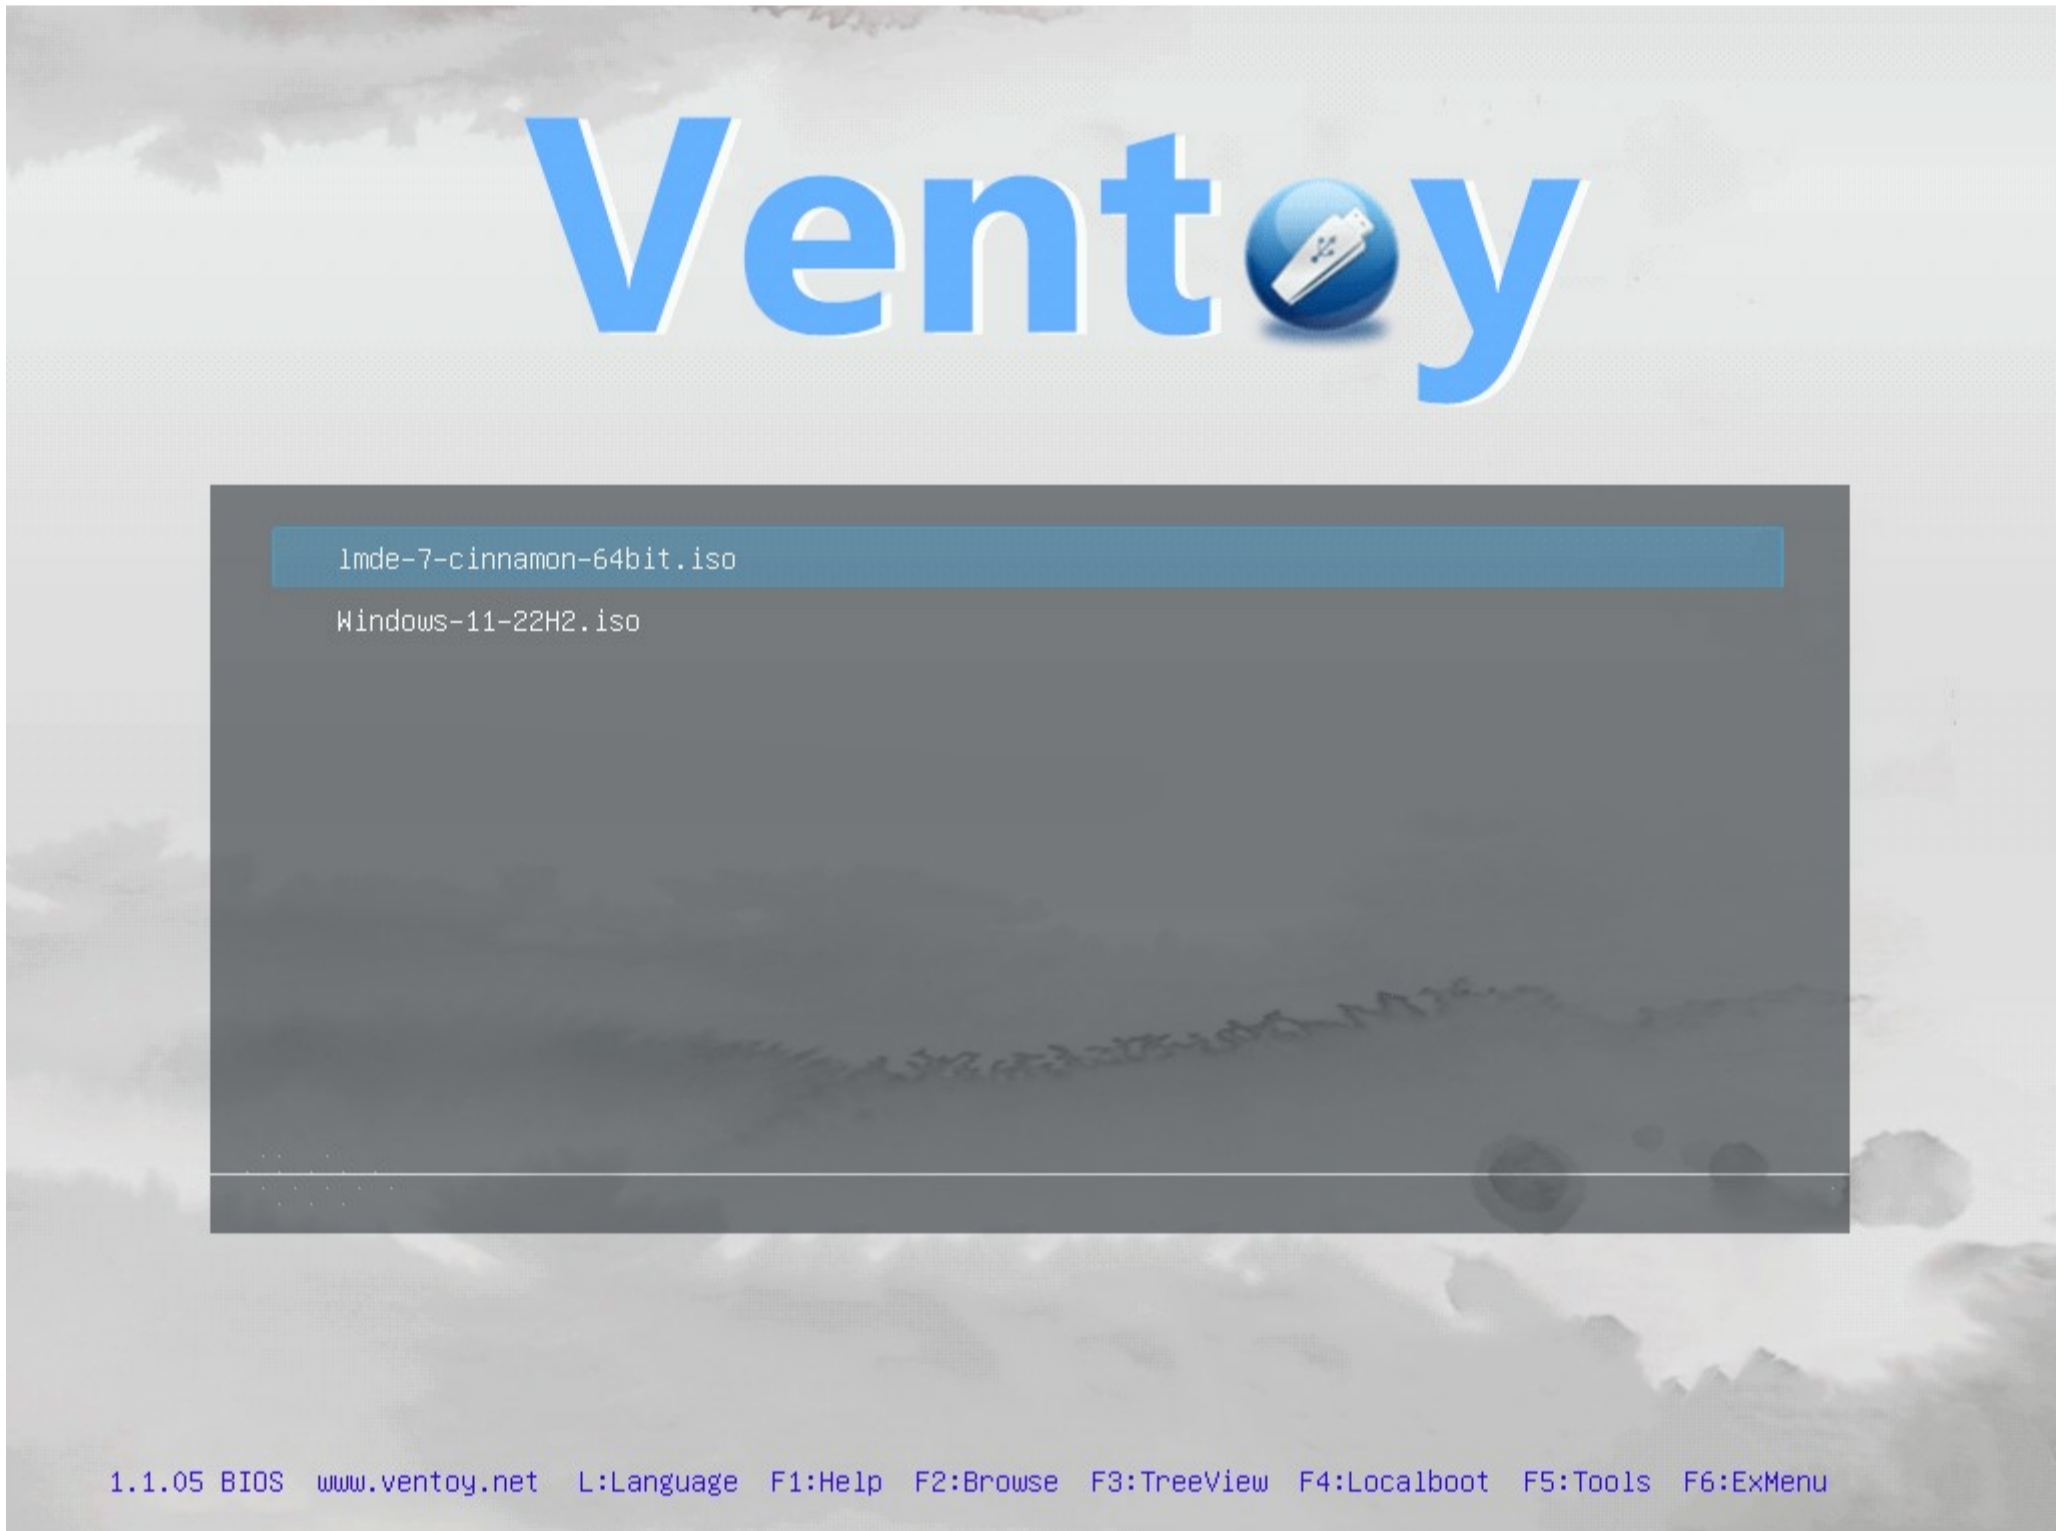 Ventoy
lmde-7-cinnamon-64bit.iso
Windows-11-22H2.iso
1.1.05 BIOS www.ventoy.net L:Language F1:Help F2:Browse F3:TreeView F4:Localboot F5:Tools F6:ExMenu